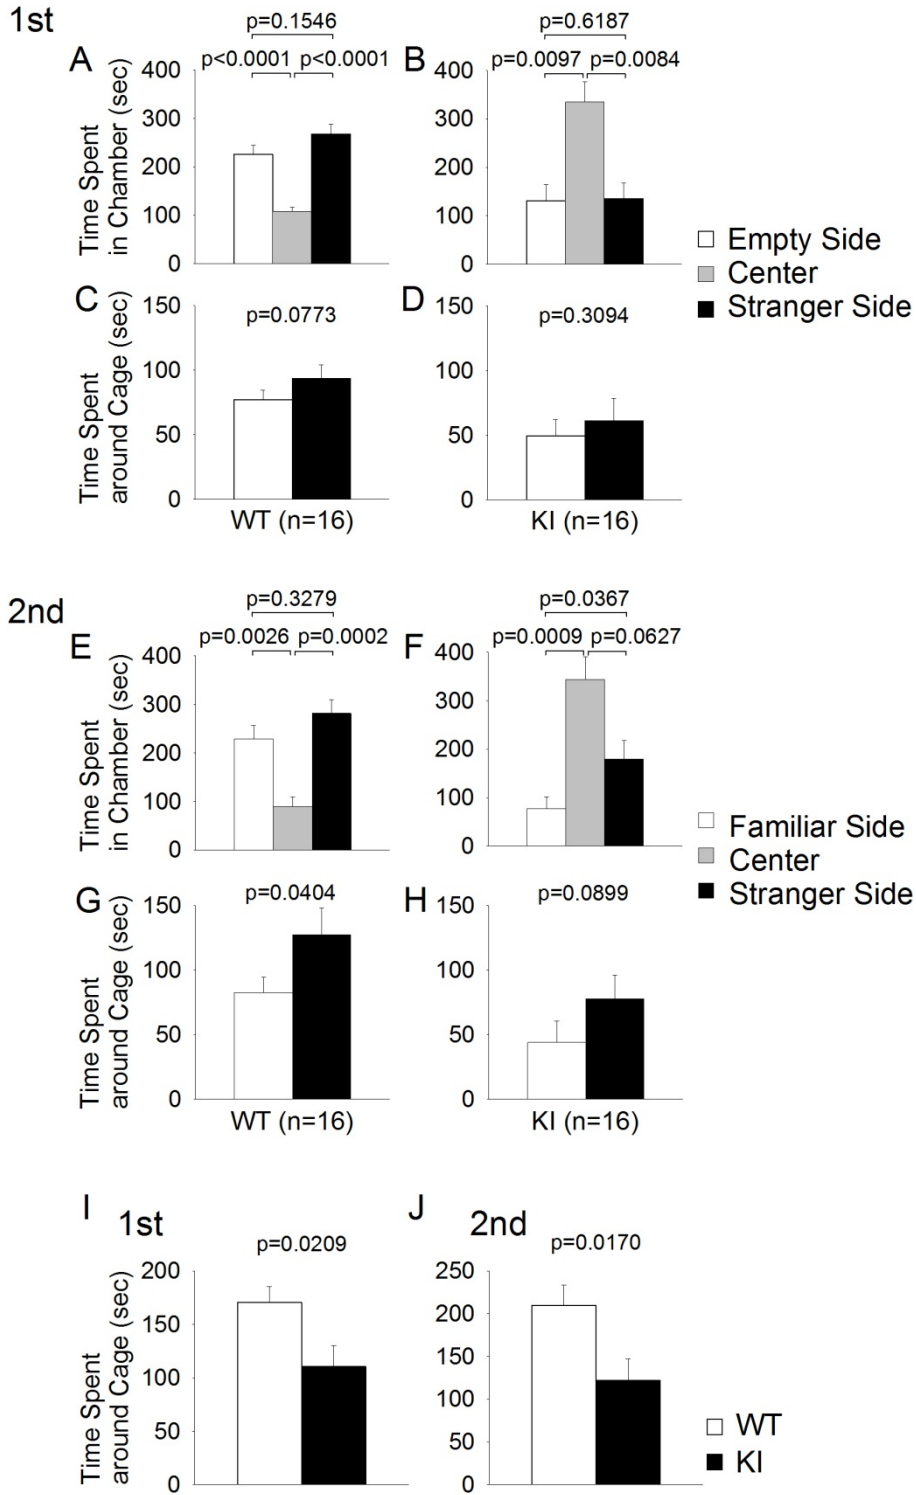 1st
p=0.1546
p=0.6187
A
p<0.0001
p<0.0001
B
p=0.0097
p=0.0084
Time Spent
in Chamber (sec)
400
300
200
100
0
400
300
200
100
0
Empty Side
Center
Stranger Side
C
p=0.0773
D
p=0.3094
Time Spent
around Cage (sec)
150
100
50
0
150
100
50
0
WT (n=16)
KI (n=16)
2nd
p=0.3279
p=0.0367
E
p=0.0026
p=0.0002
F
p=0.0009
p=0.0627
Time Spent
in Chamber (sec)
400
300
200
100
0
400
300
200
100
0
Familiar Side
Center
Stranger Side
G
p=0.0404
H
p=0.0899
Time Spent
around Cage (sec)
150
100
50
0
150
100
50
0
WT (n=16)
KI (n=16)
I
1st
p=0.0209
J
2nd
p=0.0170
Time Spent
around Cage (sec)
200
150
100
50
0
250
200
150
100
50
0
WT
KI